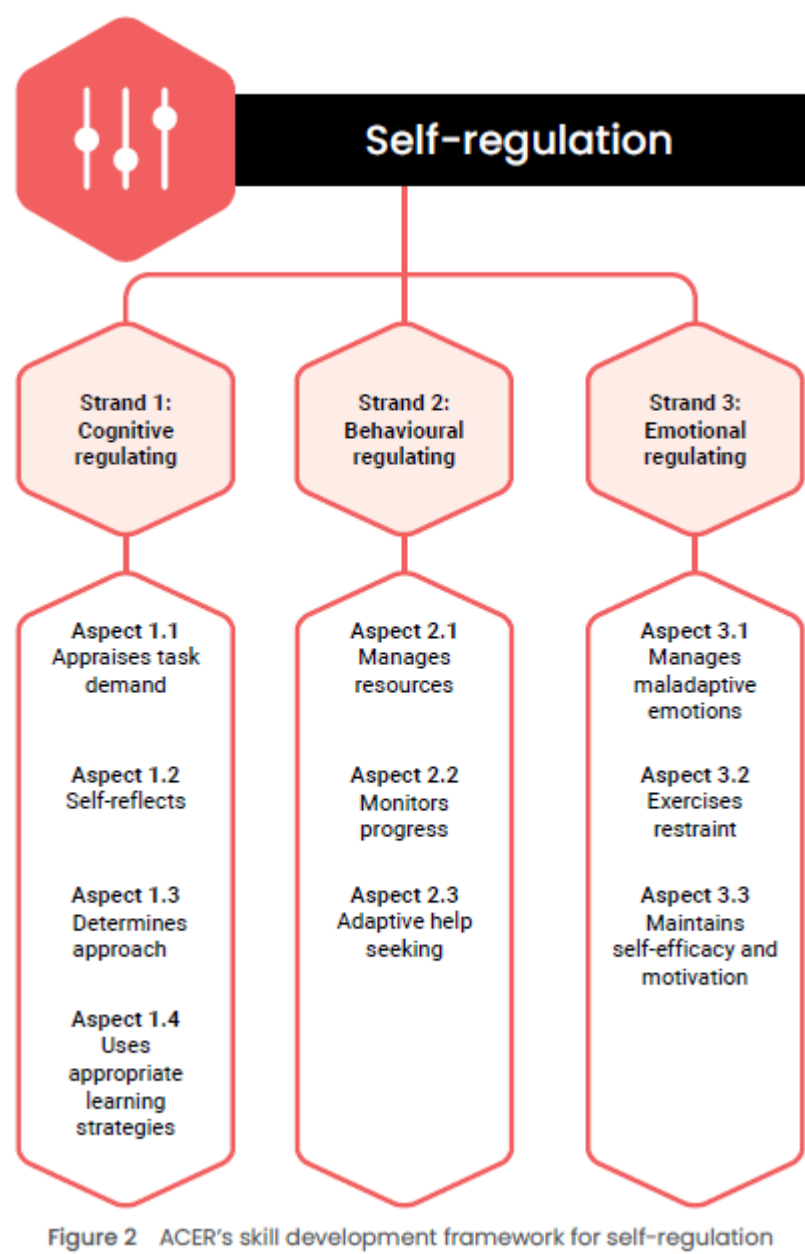 Self-regulation
Strand 1:
Cognitive
regulating
Strand 2:
Behavioural
regulating
Strand 3:
Emotional
regulating
Aspect 1.1
Appraises task
demand
Aspect 1.2
Self-reflects
Aspect 1.3
Determines
approach
Aspect 1.4
Uses
appropriate
learning
strategies
Aspect 2.1
Manages
resources
Aspect 2.2
Monitors
progress
Aspect 2.3
Adaptive help
seeking
Aspect 3.1
Manages
maladaptive
emotions
Aspect 3.2
Exercises
restraint
Aspect 3.3
Maintains
self-efficacy and
motivation
Figure 2 ACER’s skill development framework for self-regulation